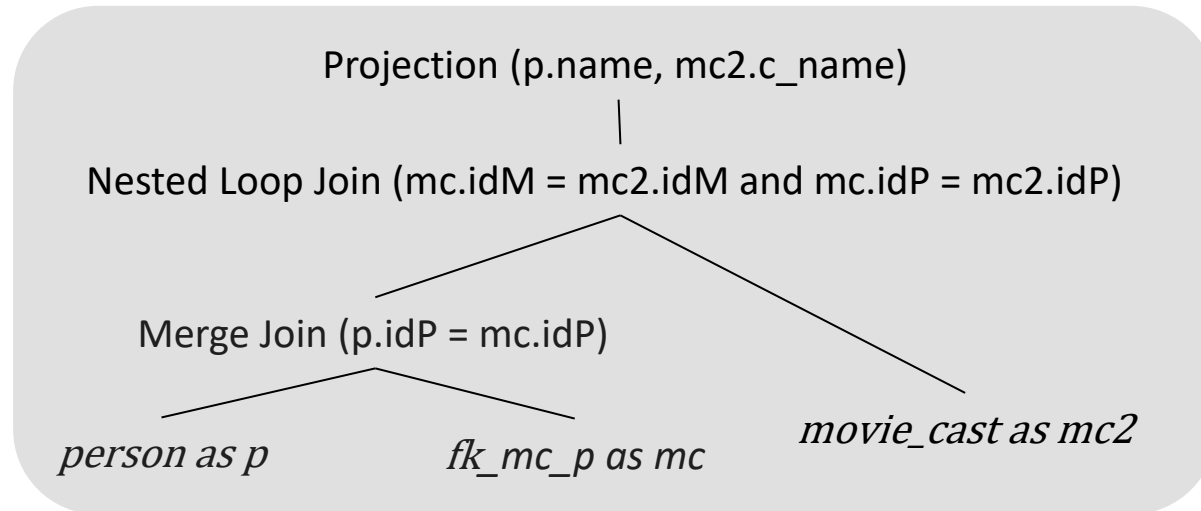 Projection (p.name, mc2.c_name)
Nested Loop Join (mc.idM = mc2.idM and mc.idP = mc2.idP)
Merge Join (p.idP = mc.idP)
person as p
fk_mc_p as mc
movie_cast as mc2